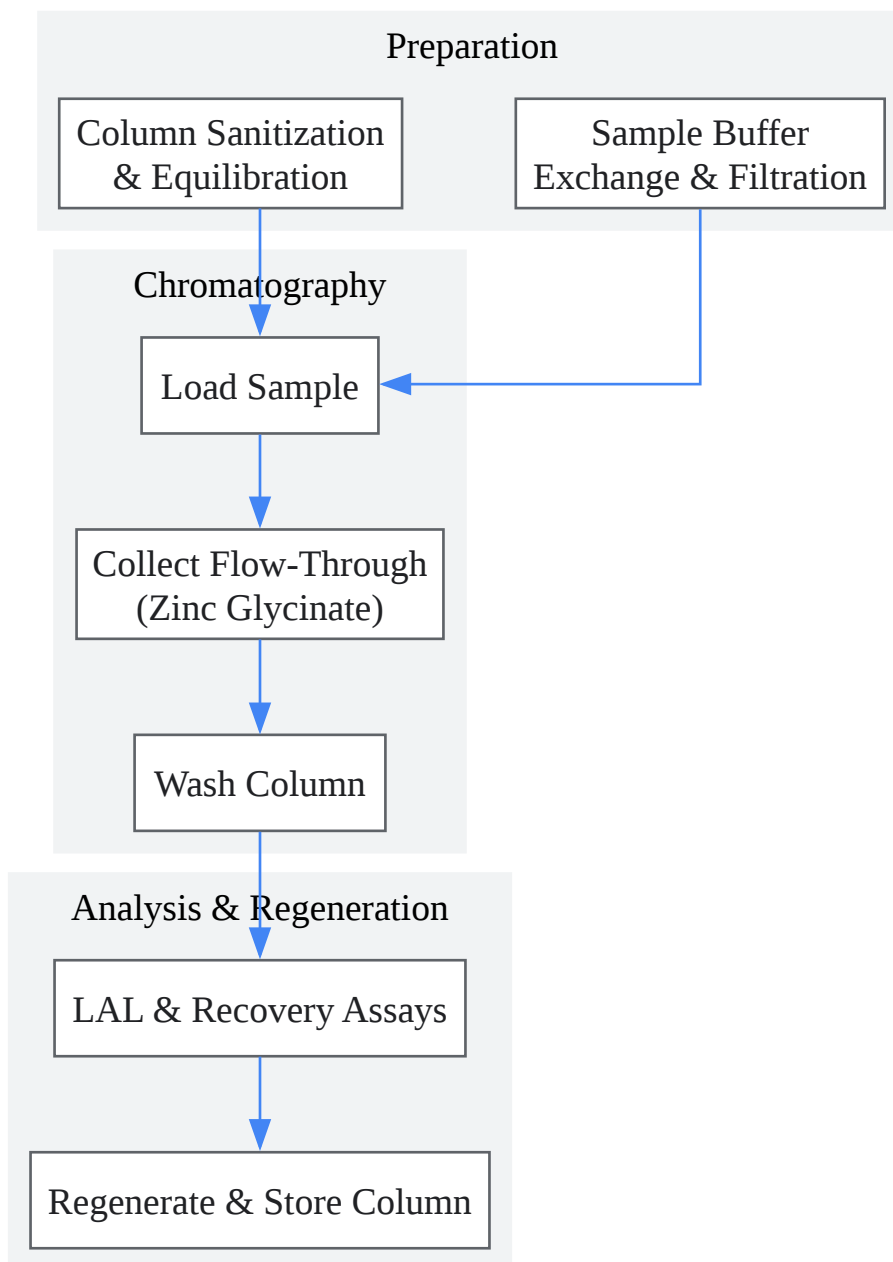 Preparation
Column Sanitization
& Equilibration
Sample Buffer
Exchange & Filtration
Chromatography
Load Sample
Collect Flow-Through
(Zinc Glycinate)
Wash Column
Analysis & Regeneration
LAL & Recovery Assays
Regenerate & Store Column